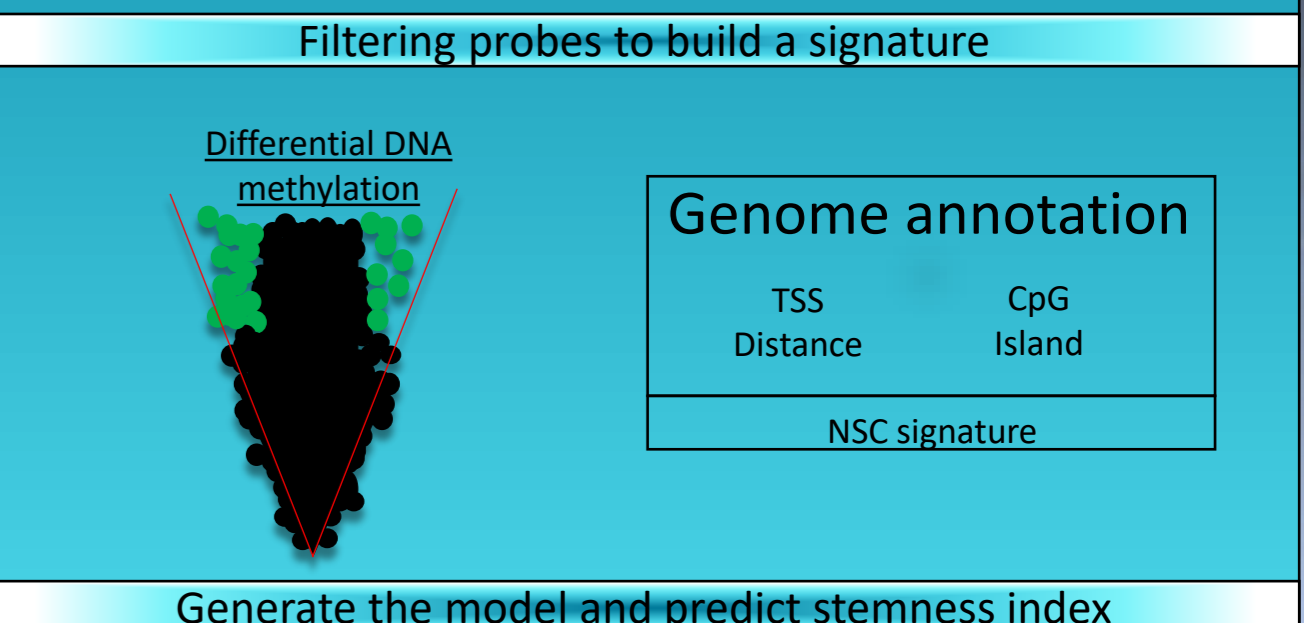 Filtering probes to build a signature
Differential DNA
methylation
Genome annotation
TSS
Distance
CpG
Island
NSC signature
Generate the model and predict stemness index